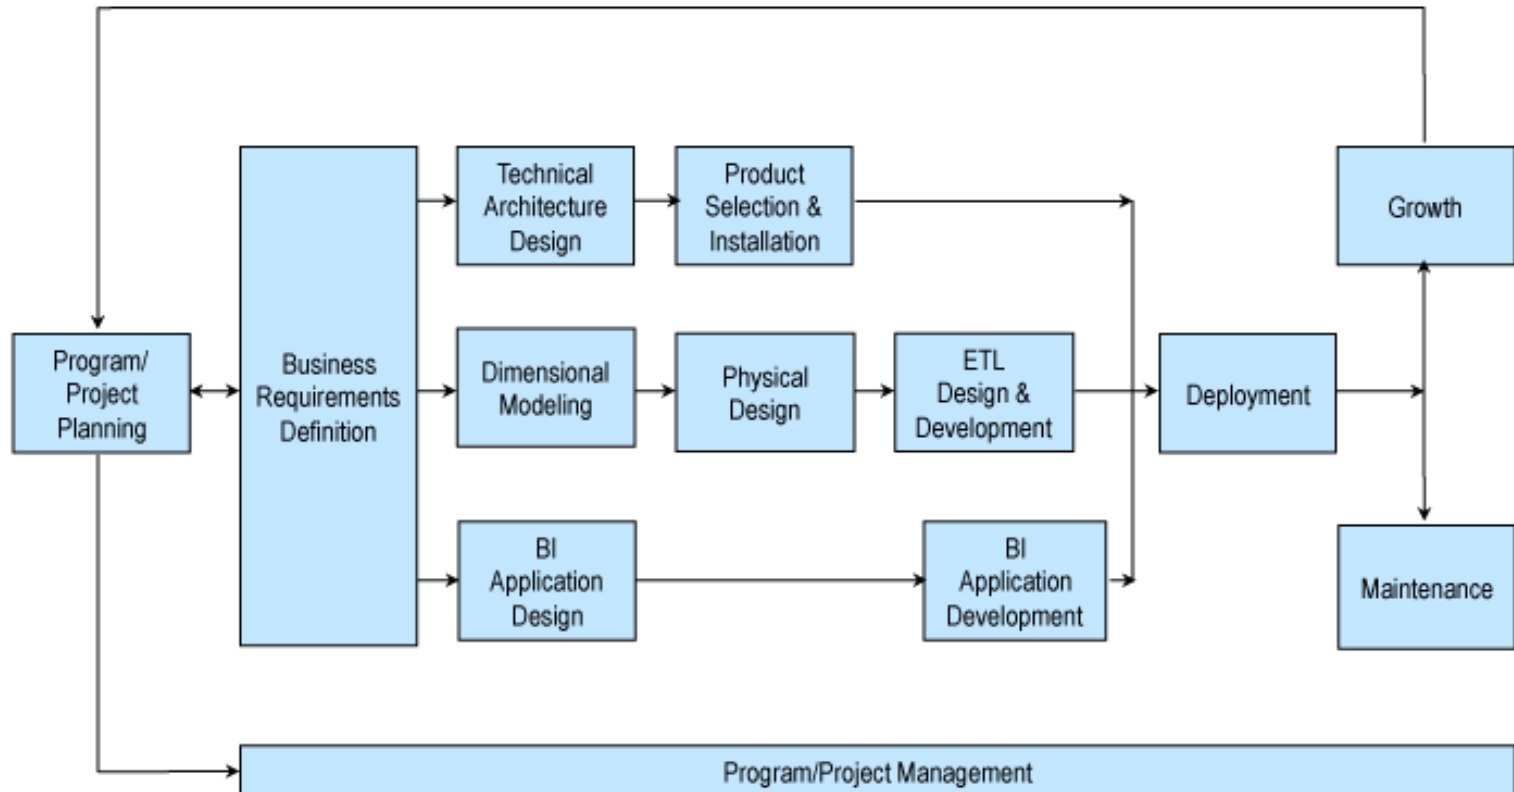 Program/
Project
Planning
Business
Requirements
Definition
Technical
Architecture
Design
Product
Selection &
Installation
Dimensional
Modeling
Physical
Design
ETL
Design &
Development
BI
Application
Design
BI
Application
Development
Deployment
Growth
Maintenance
Program/Project Management